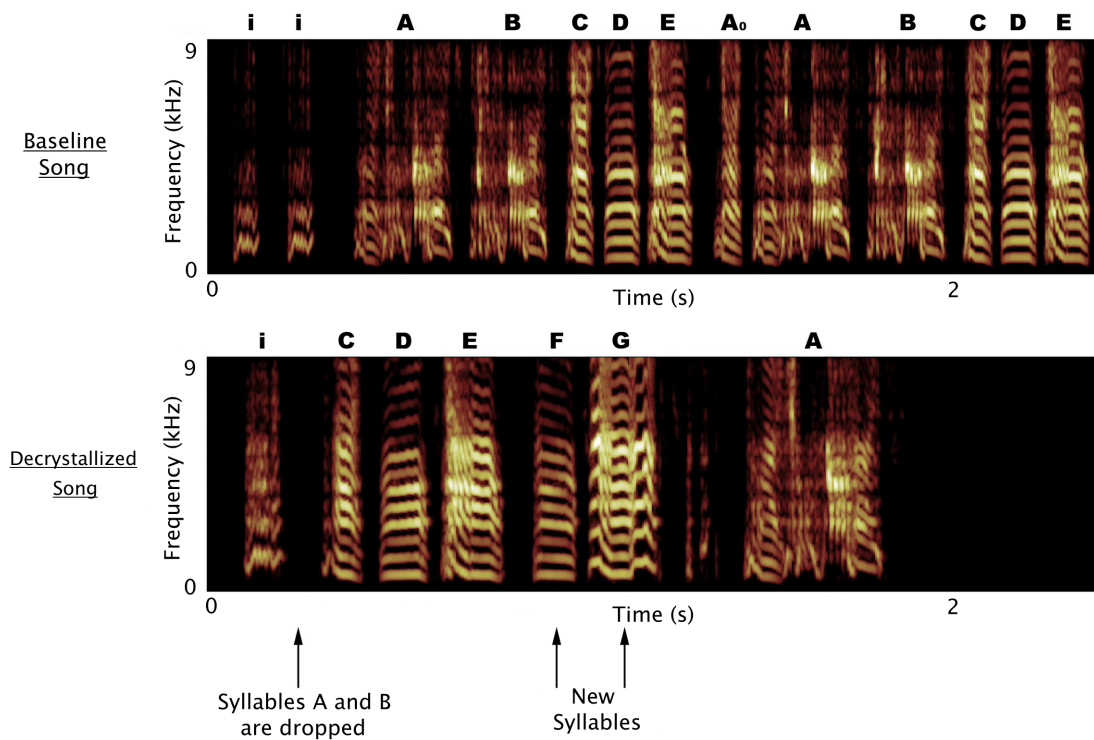 i i A B C D E A₀ A B C D E
9
Baseline
Song
Frequency (kHz)
0
0 2
Time (s)
i C D E F G A
9
Decrystallized
Song
Frequency (kHz)
0
0 2
Time (s)
Syllables A and B
are dropped
New
Syllables